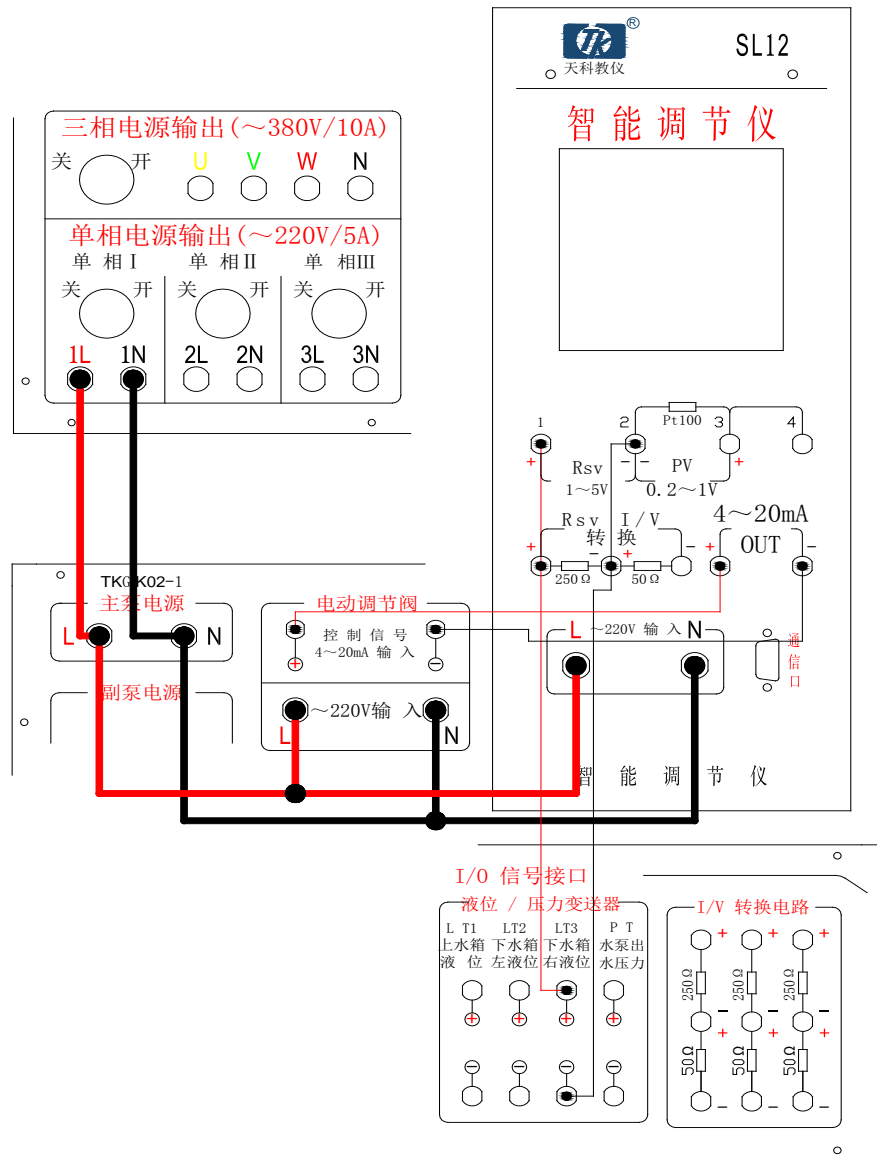 ®
天科教仪
SL12
智能调节仪
三相电源输出(～380V/10A)
关 开 U V W N
单相电源输出(～220V/5A)
单 相 I 单 相 II 单 相 III
关 开 关 开 关 开
1L 1N 2L 2N 3L 3N
1 2 Pt100 3 4
+ Rsv - - PV +
1～5V 0.2～1V
4～20mA
OUT
Rsv I/V
转 换
+ - + - + -
250Ω 50Ω
TKGK02-1
主泵电源
L N
副泵电源
电动调节阀
控 制 信 号
4～20mA 输 入
+ -
～220V输 入
L N
L ～220V 输 入 N
通信口
智 能 调 节 仪
I/O 信号接口
液位 / 压力变送器
L T1 LT2 LT3 P T
上水箱 下水箱 下水箱 水泵出
液 位 左液位 右液位 水压力
+ + + +
- - - -
I/V 转换电路
+ + +
250Ω 250Ω 250Ω
- - -
+ + +
50Ω 50Ω 50Ω
- - -